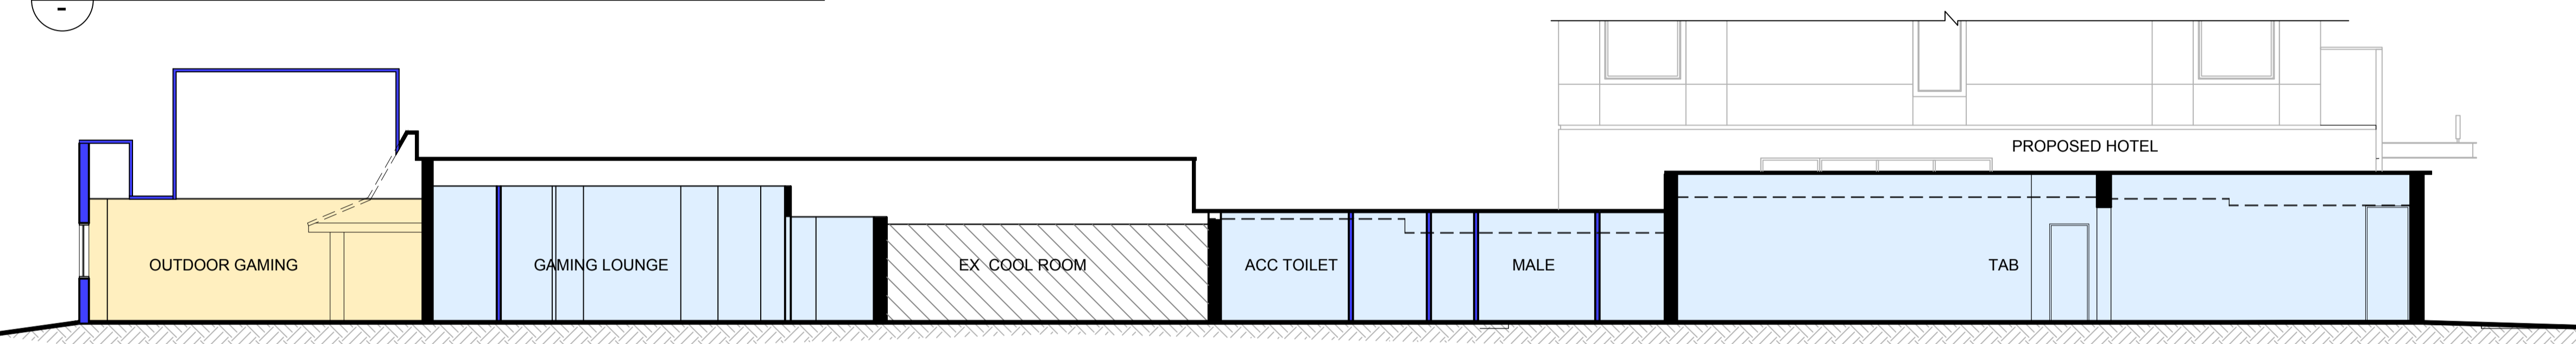 -
PROPOSED HOTEL
OUTDOOR GAMING
GAMING LOUNGE
EX COOL ROOM
ACC TOILET
MALE
TAB